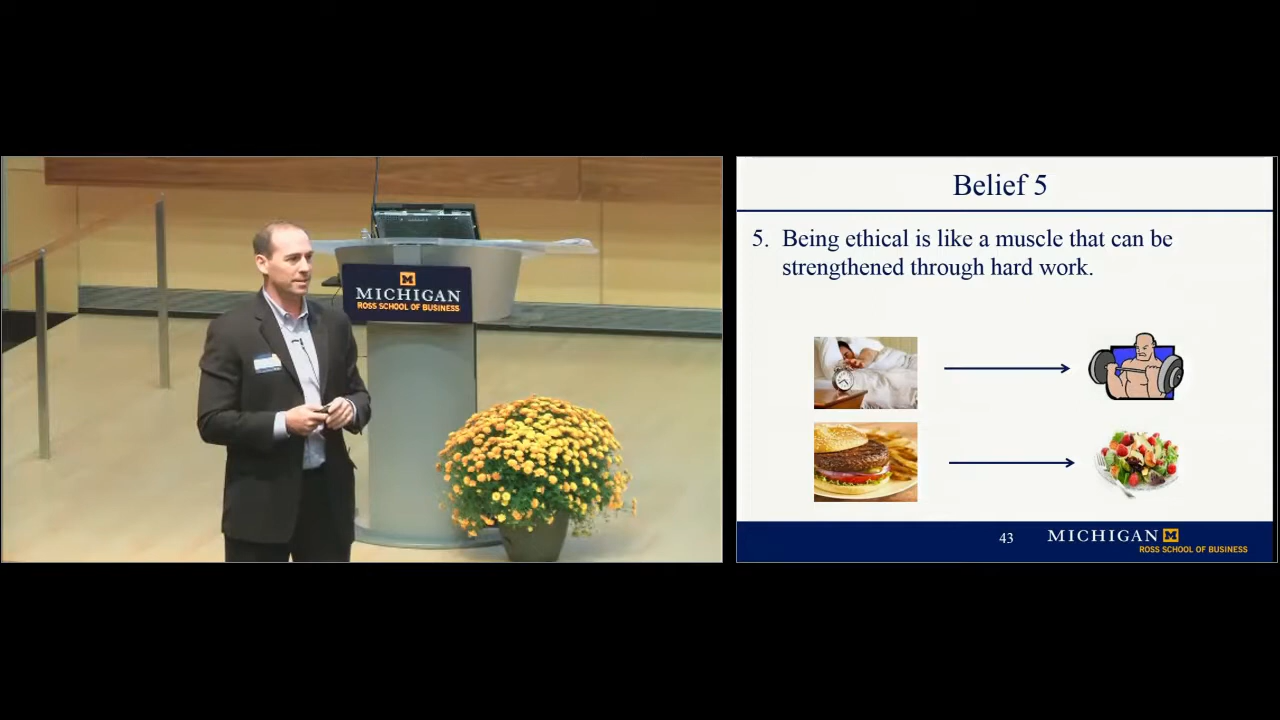 MICHIGAN
ROSS SCHOOL OF BUSINESS
Belief 5
5. Being ethical is like a muscle that can be
strengthened through hard work.
43
MICHIGAN
ROSS SCHOOL OF BUSINESS